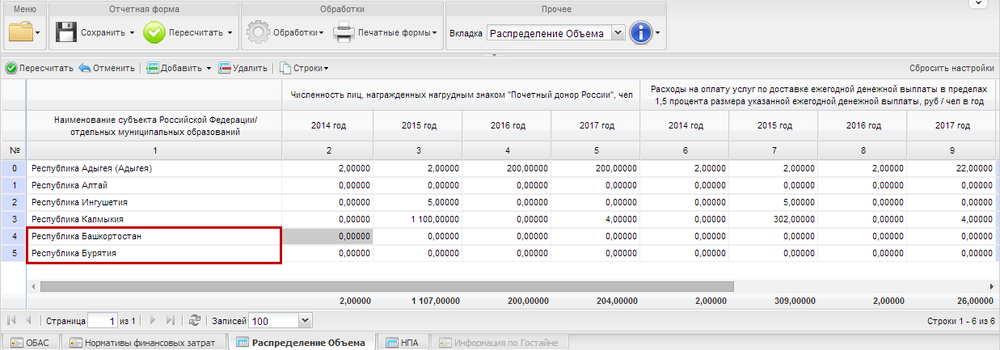 Меню Отчетная форма Обработки Прочее
Сохранить Пересчитать Обработки Печатные формы Вкладка Распределение Объема
Пересчитать Отменить Добавить Удалить Строки Сбросить настройки
Численность лиц, награжденных нагрудным знаком "Почетный донор России", чел
Расходы на оплату услуг по доставке ежегодной денежной выплаты в пределах
1,5 процента размера указанной ежегодной денежной выплаты, руб / чел в год
Наименование субъекта Российской Федерации/
отдельных муниципальных образований
2014 год 2015 год 2016 год 2017 год 2014 год 2015 год 2016 год 2017 год
№ 1 2 3 4 5 6 7 8 9
0 Республика Адыгея (Адыгея) 2,00000 2,00000 200,00000 200,00000 2,00000 2,00000 2,00000 22,00000
1 Республика Алтай 0,00000 0,00000 0,00000 0,00000 0,00000 0,00000 0,00000 0,00000
2 Республика Ингушетия 0,00000 5,00000 0,00000 0,00000 0,00000 5,00000 0,00000 0,00000
3 Республика Калмыкия 0,00000 1 100,00000 0,00000 4,00000 0,00000 302,00000 0,00000 4,00000
4 Республика Башкортостан 0,00000 0,00000 0,00000 0,00000 0,00000 0,00000 0,00000 0,00000
5 Республика Бурятия 0,00000 0,00000 0,00000 0,00000 0,00000 0,00000 0,00000 0,00000
2,00000 1 107,00000 200,00000 204,00000 2,00000 309,00000 2,00000 26,00000
Страница 1 из 1 Записей 100 Строки 1 - 6 из 6
ОБАС Нормативы финансовых затрат Распределение Объема НПА Информация по Гостайне